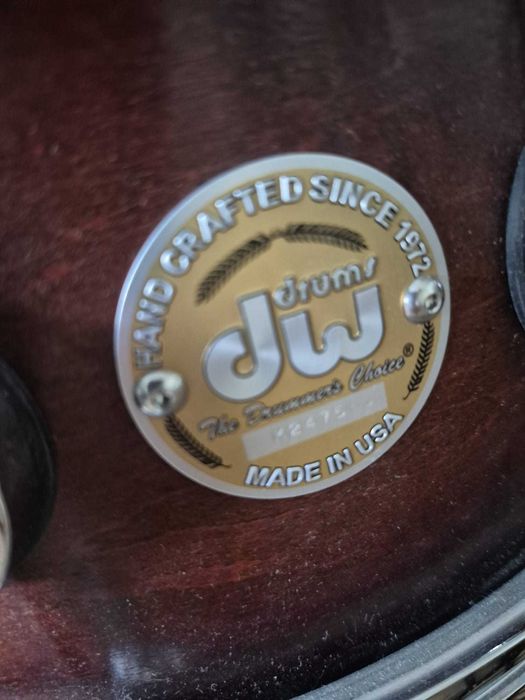 HAND CRAFTED SINCE 1972
drums
dw
The Drummer's Choice®
MADE IN USA